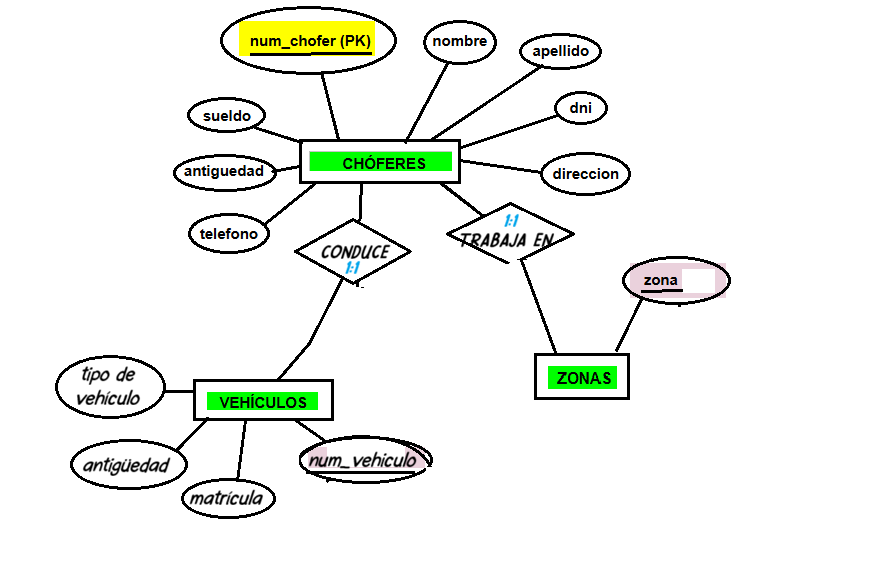 num_chofer (PK)
nombre
apellido
sueldo
dni
CHÓFERES
antiguedad
direccion
telefono
1:1
TRABAJA EN
CONDUCE
1:1
zona
ZONAS
tipo de
vehículo
VEHÍCULOS
antigüedad
num_vehiculo
matrícula